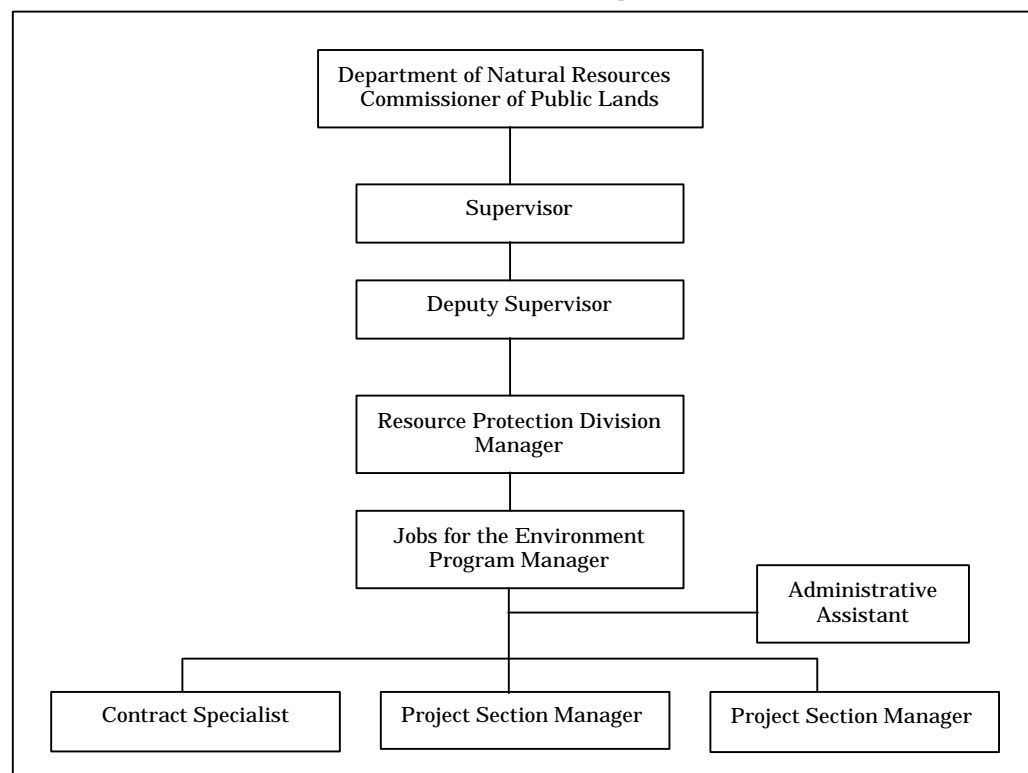 Department of Natural Resources
Commissioner of Public Lands
Supervisor
Deputy Supervisor
Resource Protection Division
Manager
Jobs for the Environment
Program Manager
Administrative
Assistant
Contract Specialist
Project Section Manager
Project Section Manager